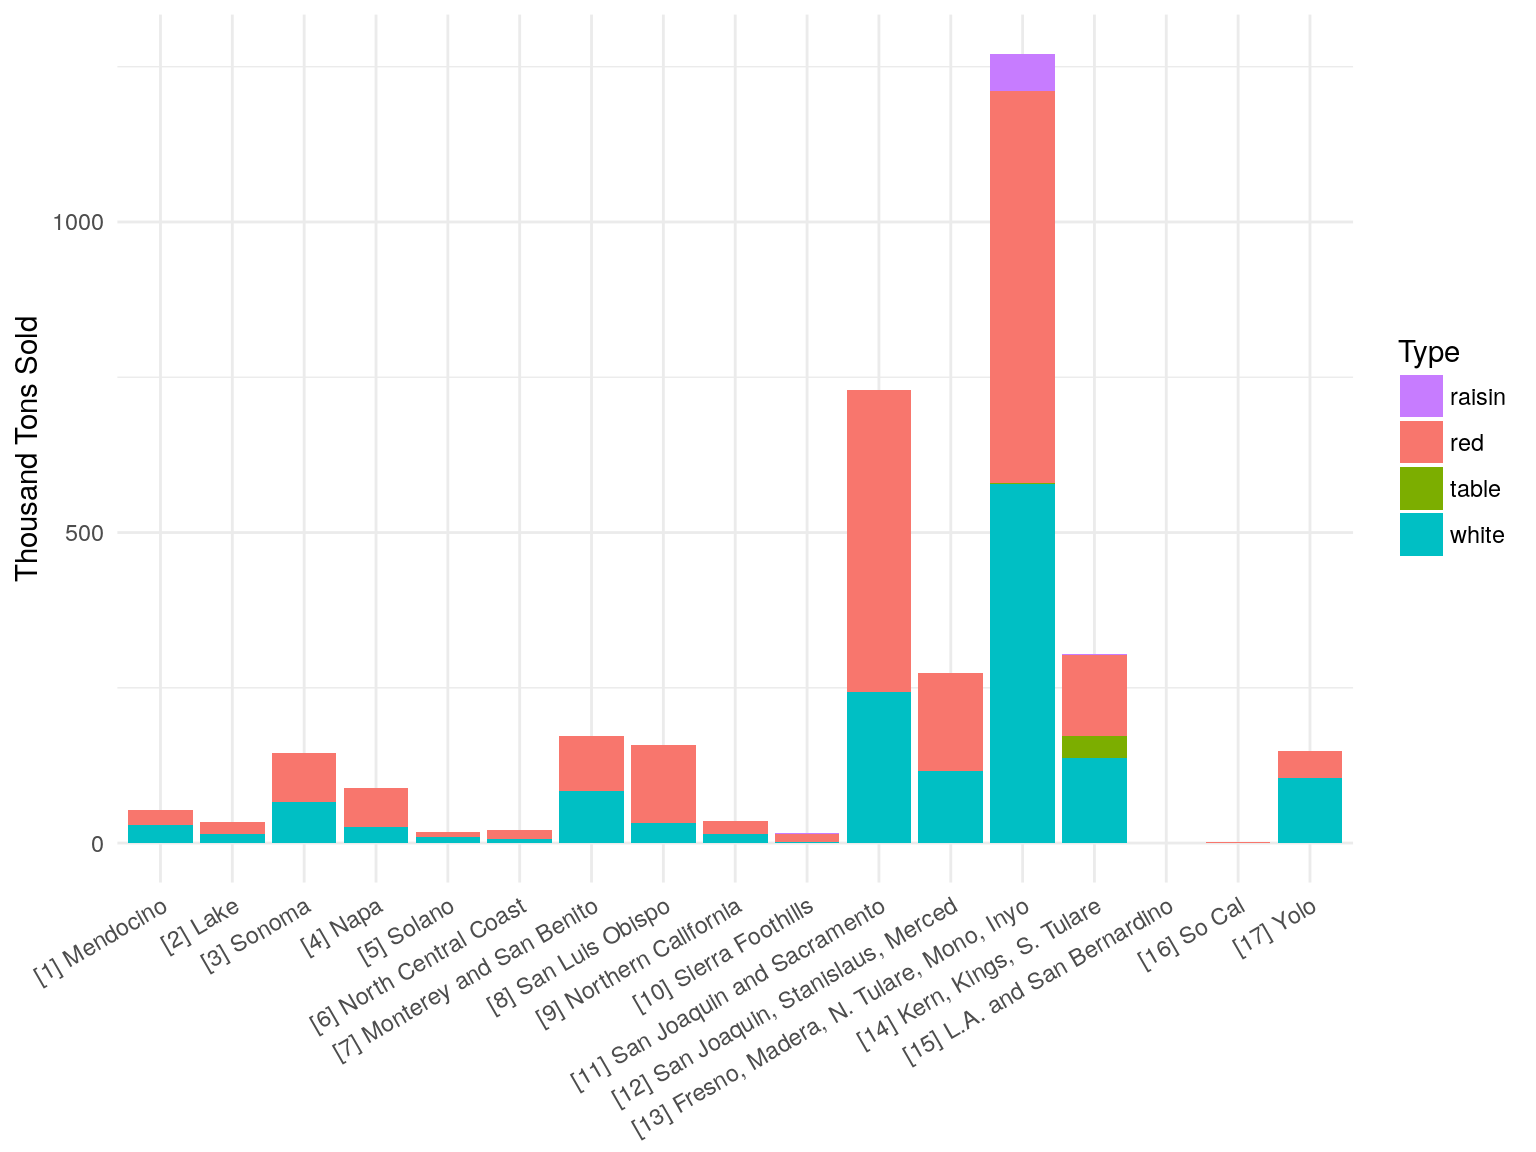 Thousand Tons Sold
1000
500
0
[1] Mendocino
[2] Lake
[3] Sonoma
[4] Napa
[5] Solano
[6] North Central Coast
[7] Monterey and San Benito
[8] San Luis Obispo
[9] Northern California
[10] Sierra Foothills
[11] San Joaquin and Sacramento
[12] San Joaquin, Stanislaus, Merced
[13] Fresno, Madera, N. Tulare, Mono, Inyo
[14] Kern, Kings, S. Tulare
[15] L.A. and San Bernardino
[16] So Cal
[17] Yolo
Type
raisin
red
table
white